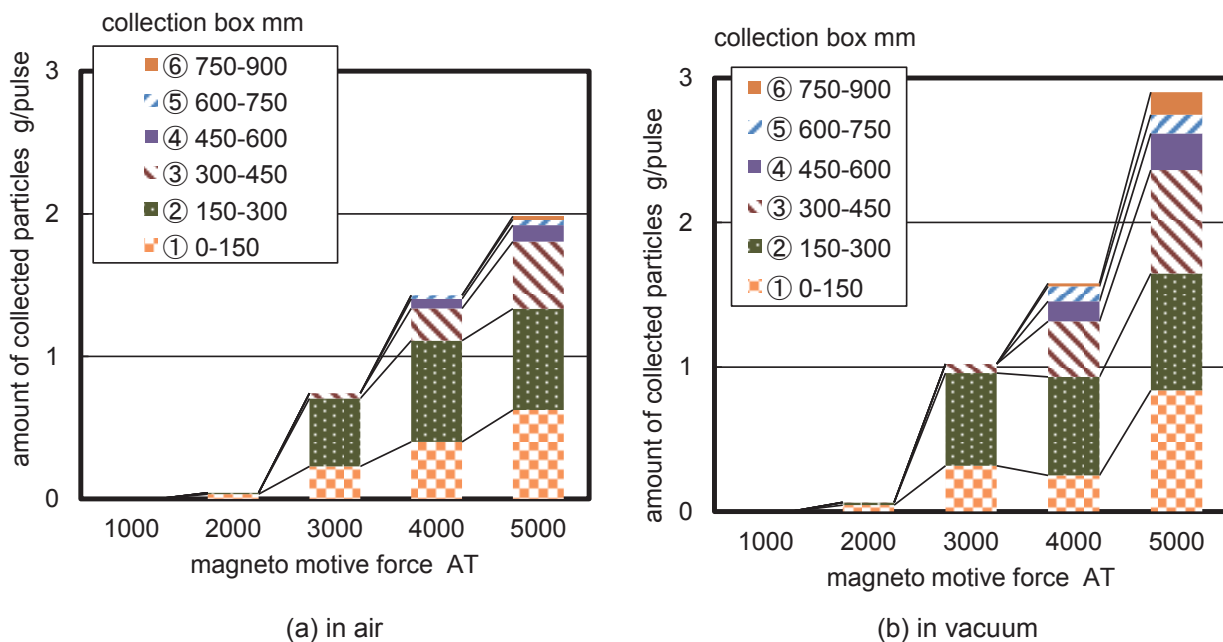 collection box mm
⑥ 750-900
⑤ 600-750
④ 450-600
③ 300-450
② 150-300
① 0-150
amount of collected particles g/pulse
3
2
1
0
1000 2000 3000 4000 5000
magneto motive force AT
(a) in air
collection box mm
⑥ 750-900
⑤ 600-750
④ 450-600
③ 300-450
② 150-300
① 0-150
amount of collected particles g/pulse
3
2
1
0
1000 2000 3000 4000 5000
magneto motive force AT
(b) in vacuum